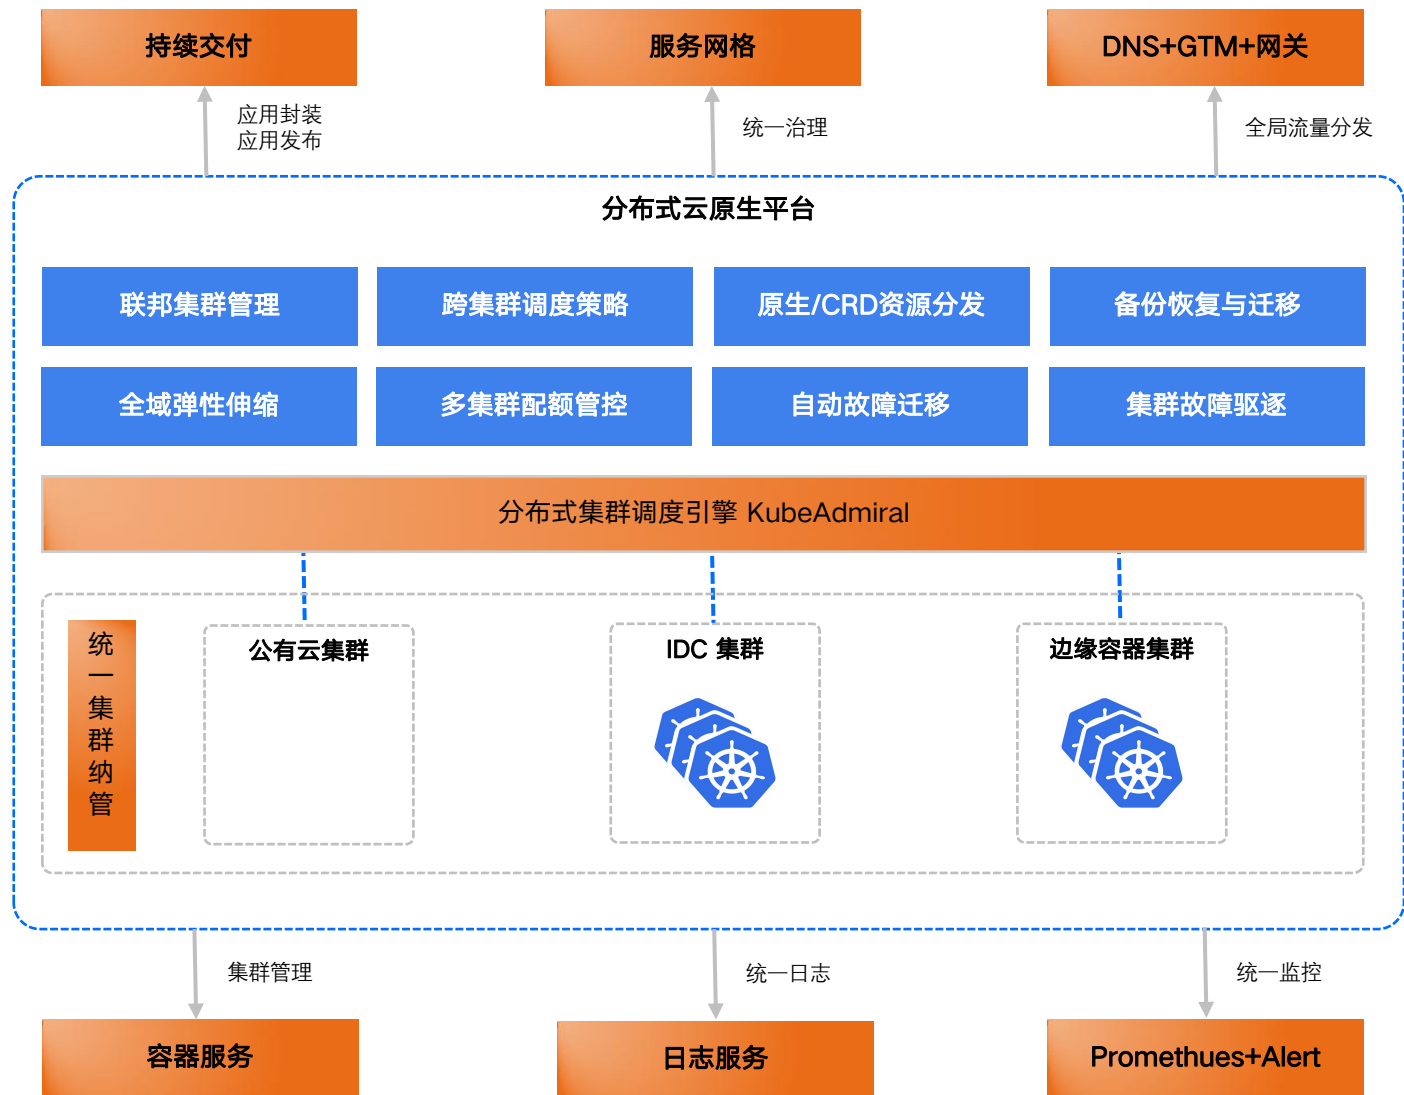 持续交付
服务网格
DNS+GTM+网关
应用封装
应用发布
统一治理
全局流量分发
分布式云原生平台
联邦集群管理
跨集群调度策略
原生/CRD资源分发
备份恢复与迁移
全域弹性伸缩
多集群配额管控
自动故障迁移
集群故障驱逐
分布式集群调度引擎 KubeAdmiral
统一集群纳管
公有云集群
IDC 集群
边缘容器集群
集群管理
统一日志
统一监控
容器服务
日志服务
Promethues+Alert